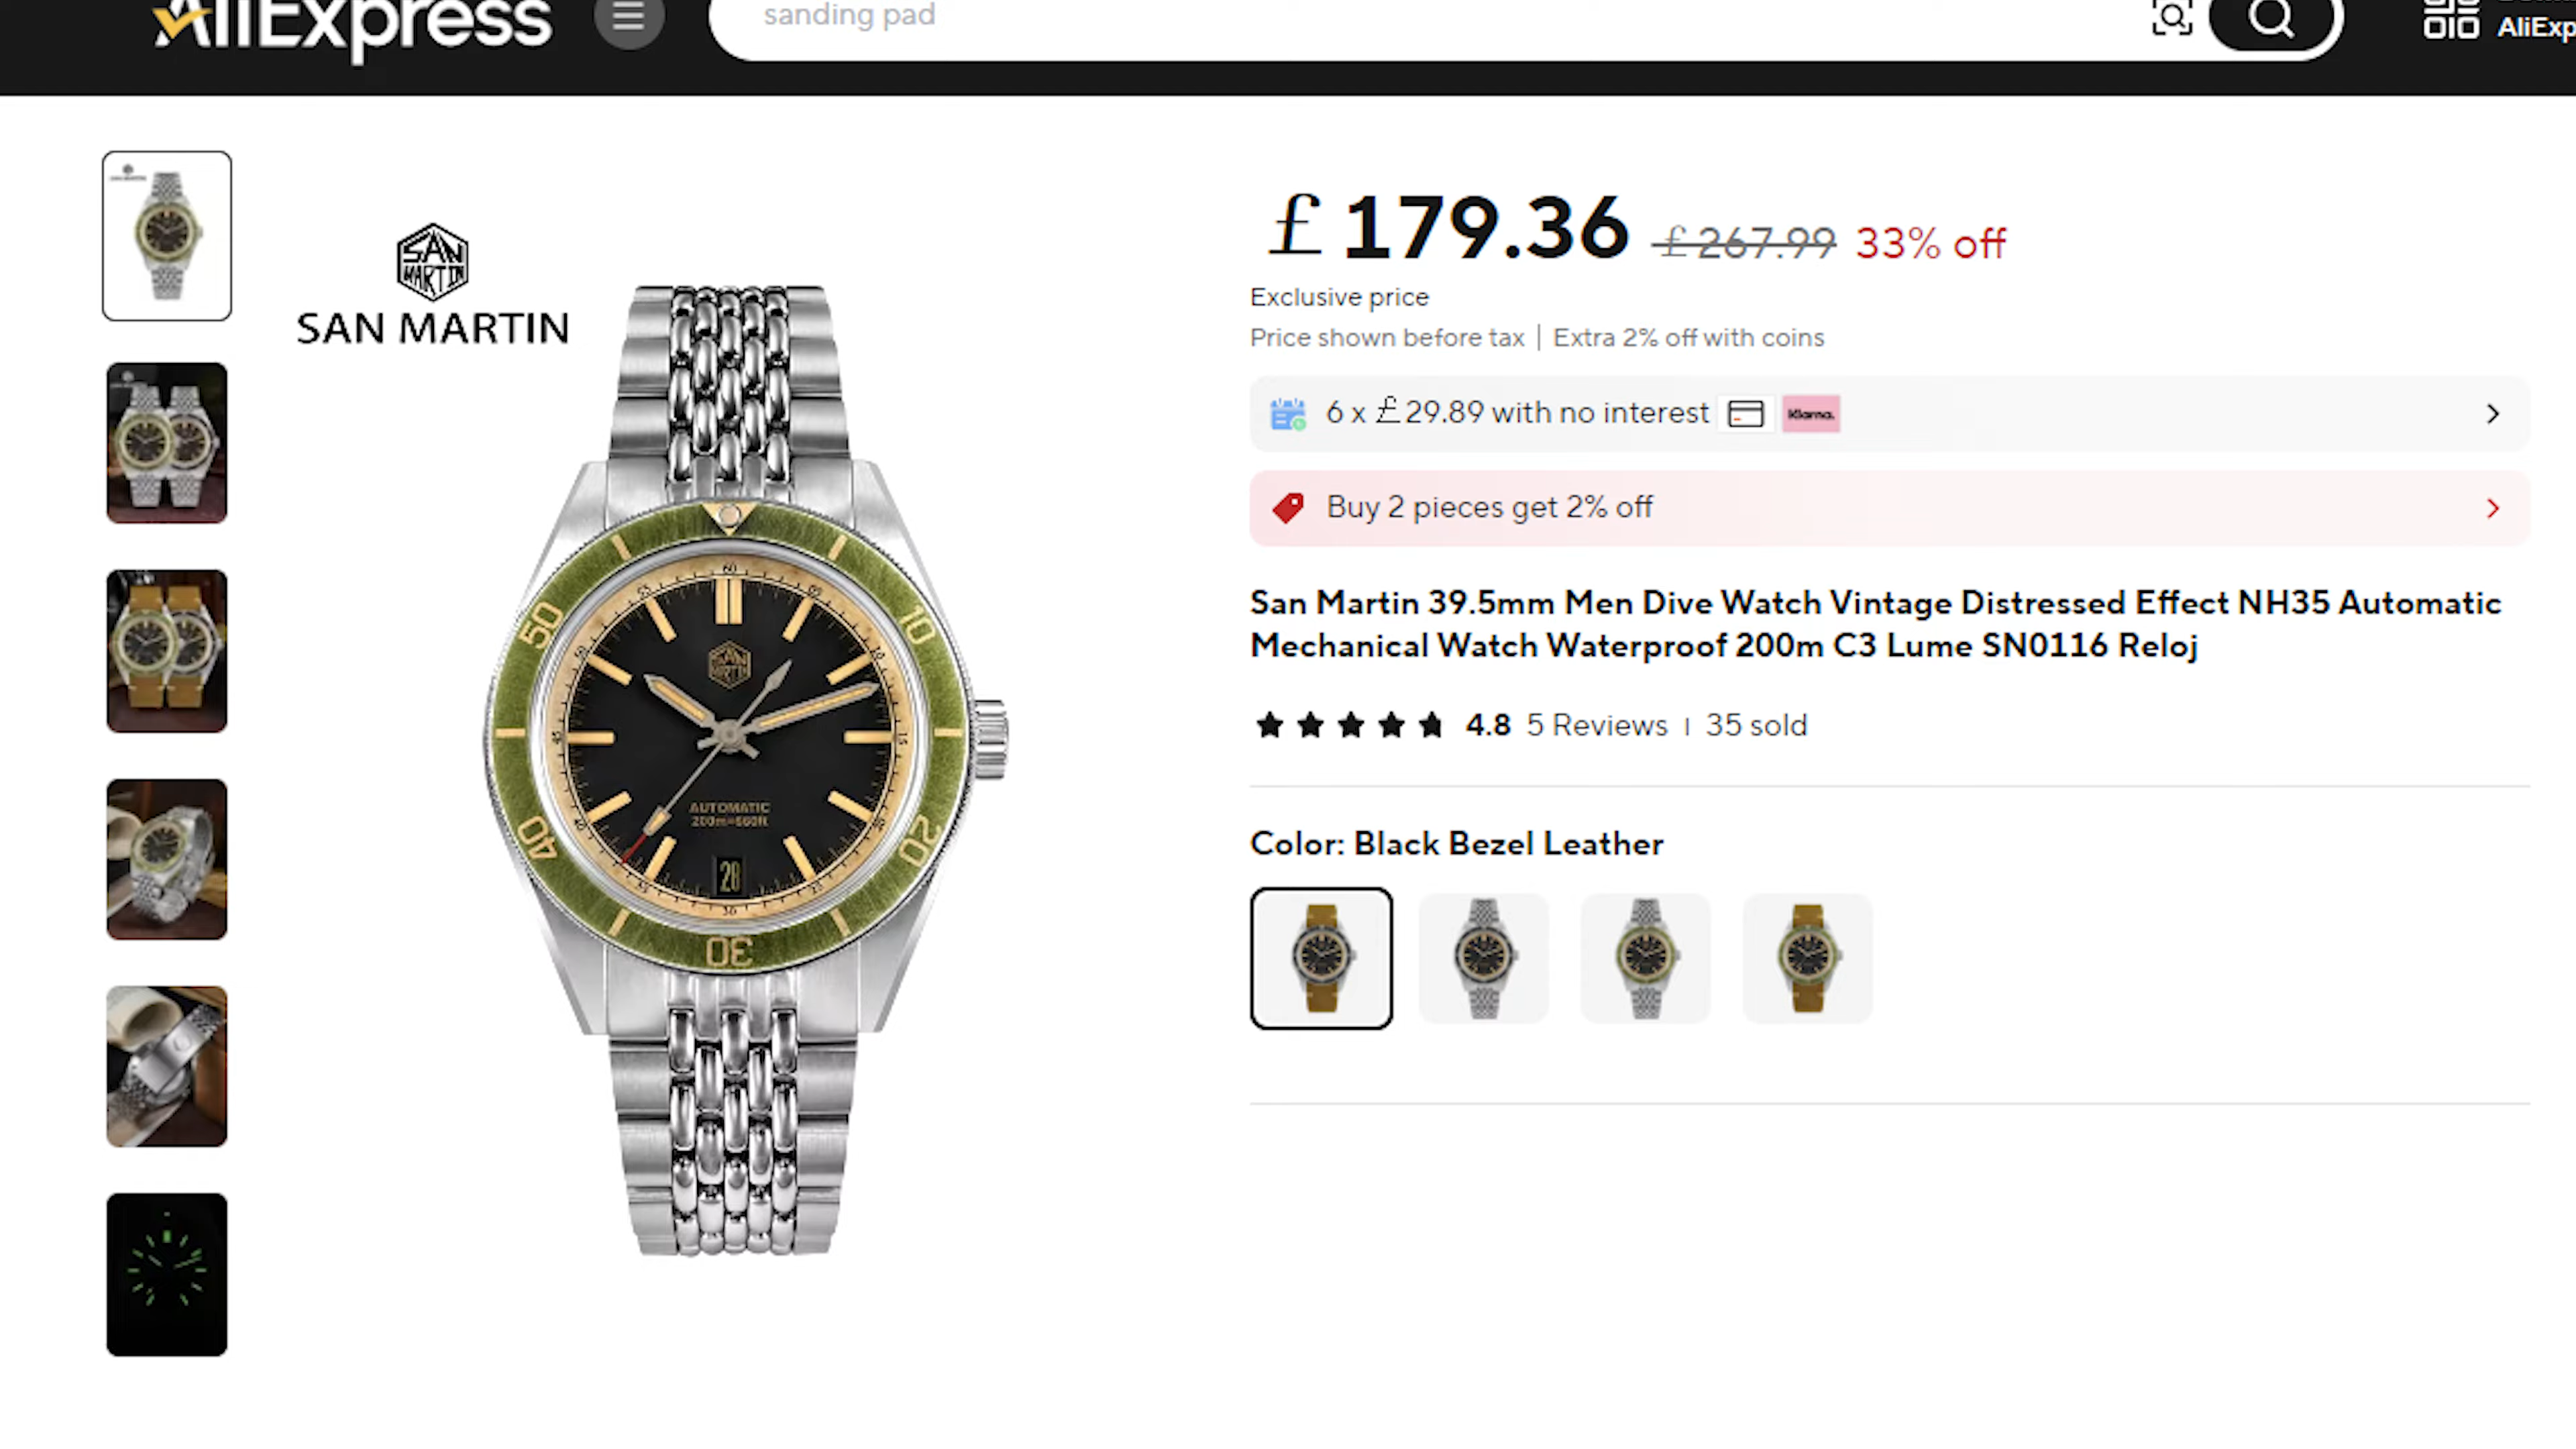 AliExpress
sanding pad
AliExp
SAN MARTIN
SAN MARTIN
£179.36 £267.99 33% off
Exclusive price
Price shown before tax | Extra 2% off with coins
6 x £29.89 with no interest Klarna.
Buy 2 pieces get 2% off
San Martin 39.5mm Men Dive Watch Vintage Distressed Effect NH35 Automatic
Mechanical Watch Waterproof 200m C3 Lume SN0116 Reloj
4.8 5 Reviews | 35 sold
Color: Black Bezel Leather
10
20
30
40
50
60
SAN MARTIN
AUTOMATIC
200m=660ft
28